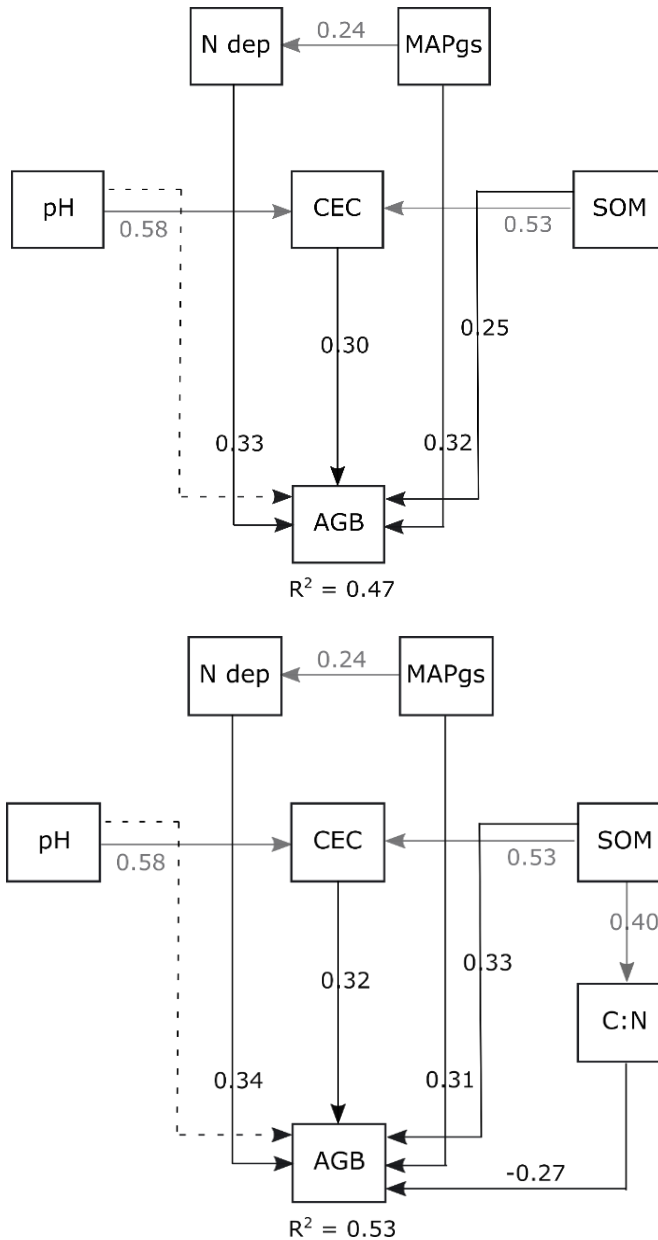 0.24
N dep
MAPgs
pH
CEC
SOM
0.58
0.53
0.25
0.30
0.33
0.32
AGB
R² = 0.47
0.24
N dep
MAPgs
pH
CEC
SOM
0.58
0.53
0.40
0.33
0.32
C:N
0.34
0.31
AGB
-0.27
R² = 0.53